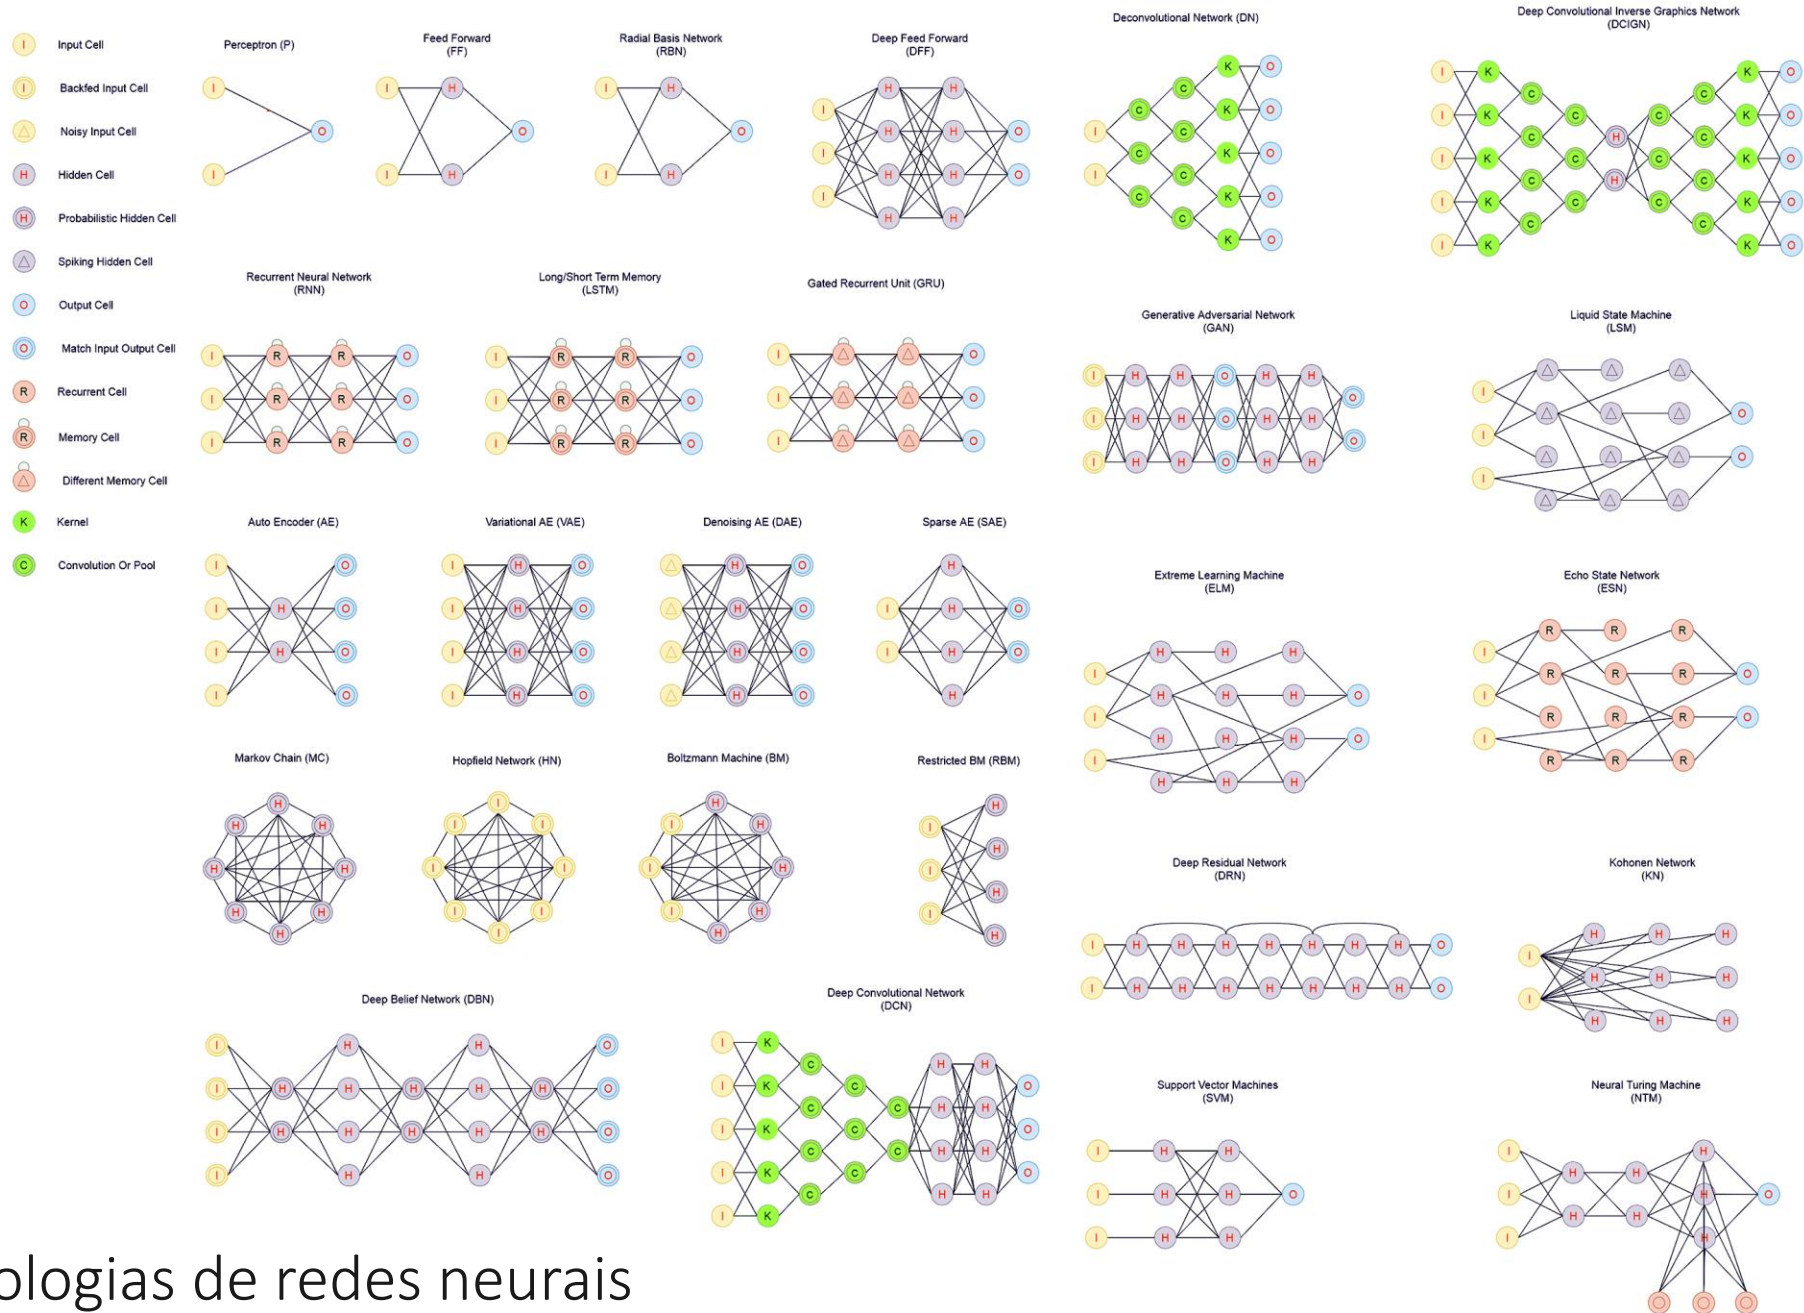 Input Cell
Backfed Input Cell
Noisy Input Cell
Hidden Cell
Probabilistic Hidden Cell
Spiking Hidden Cell
Output Cell
Match Input Output Cell
Recurrent Cell
Memory Cell
Different Memory Cell
Kernel
Convolution Or Pool
Perceptron (P)
Feed Forward
(FF)
Radial Basis Network
(RBN)
Deep Feed Forward
(DFF)
Deconvolutional Network (DN)
Deep Convolutional Inverse Graphics Network
(DCIGN)
Recurrent Neural Network
(RNN)
Long/Short Term Memory
(LSTM)
Gated Recurrent Unit (GRU)
Generative Adversarial Network
(GAN)
Liquid State Machine
(LSM)
Auto Encoder (AE)
Variational AE (VAE)
Denoising AE (DAE)
Sparse AE (SAE)
Extreme Learning Machine
(ELM)
Echo State Network
(ESN)
Markov Chain (MC)
Hopfield Network (HN)
Boltzmann Machine (BM)
Restricted BM (RBM)
Deep Residual Network
(DRN)
Kohonen Network
(KN)
Deep Belief Network (DBN)
Deep Convolutional Network
(DCN)
Support Vector Machines
(SVM)
Neural Turing Machine
(NTM)
ologias de redes neurais